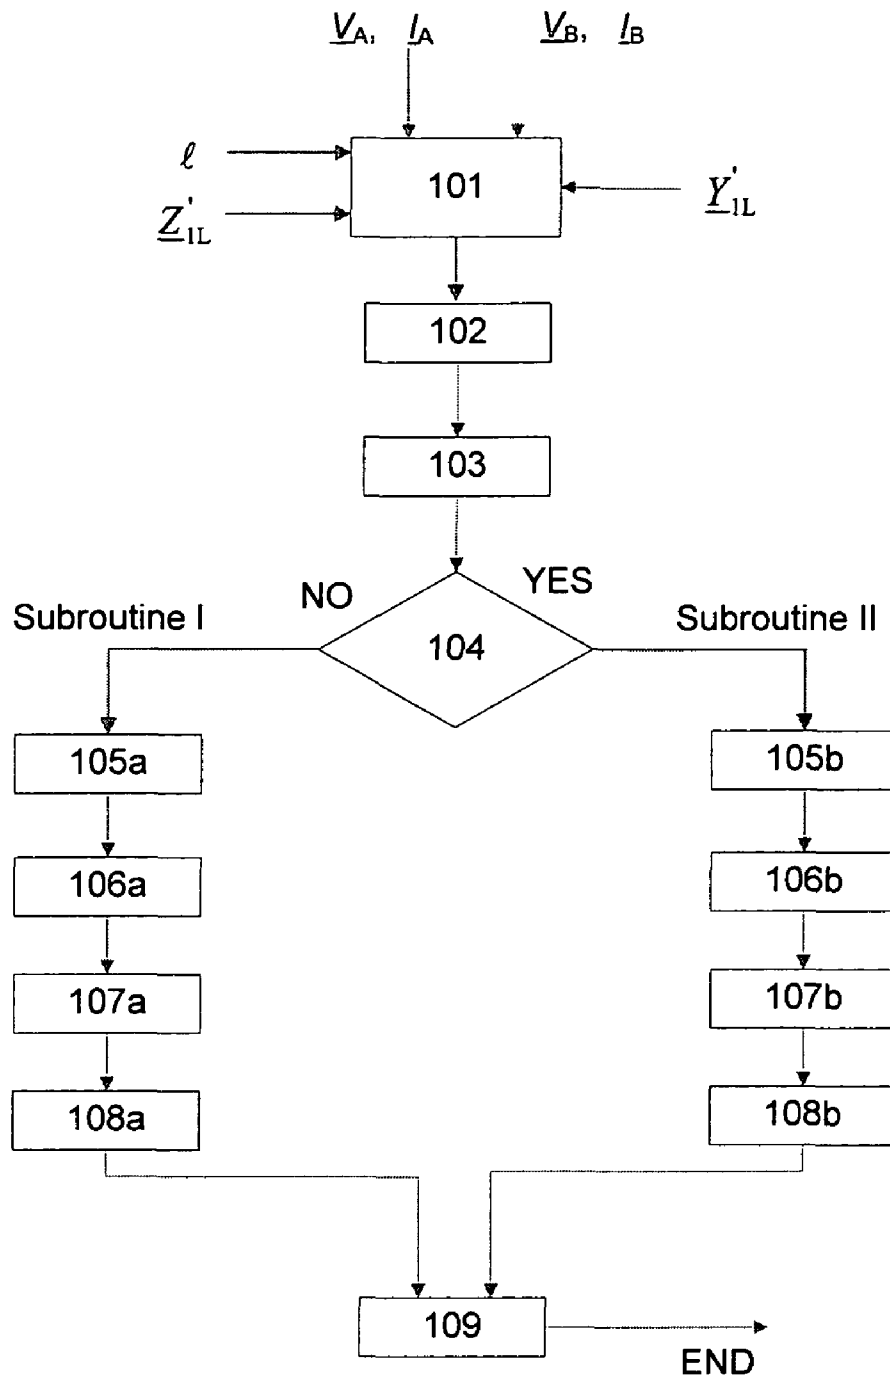 V_A, I_A V_B, I_B
ℓ
101
Z'_1L
Y'_1L
102
103
NO YES
Subroutine I Subroutine II
104
105a 105b
106a 106b
107a 107b
108a 108b
109
END